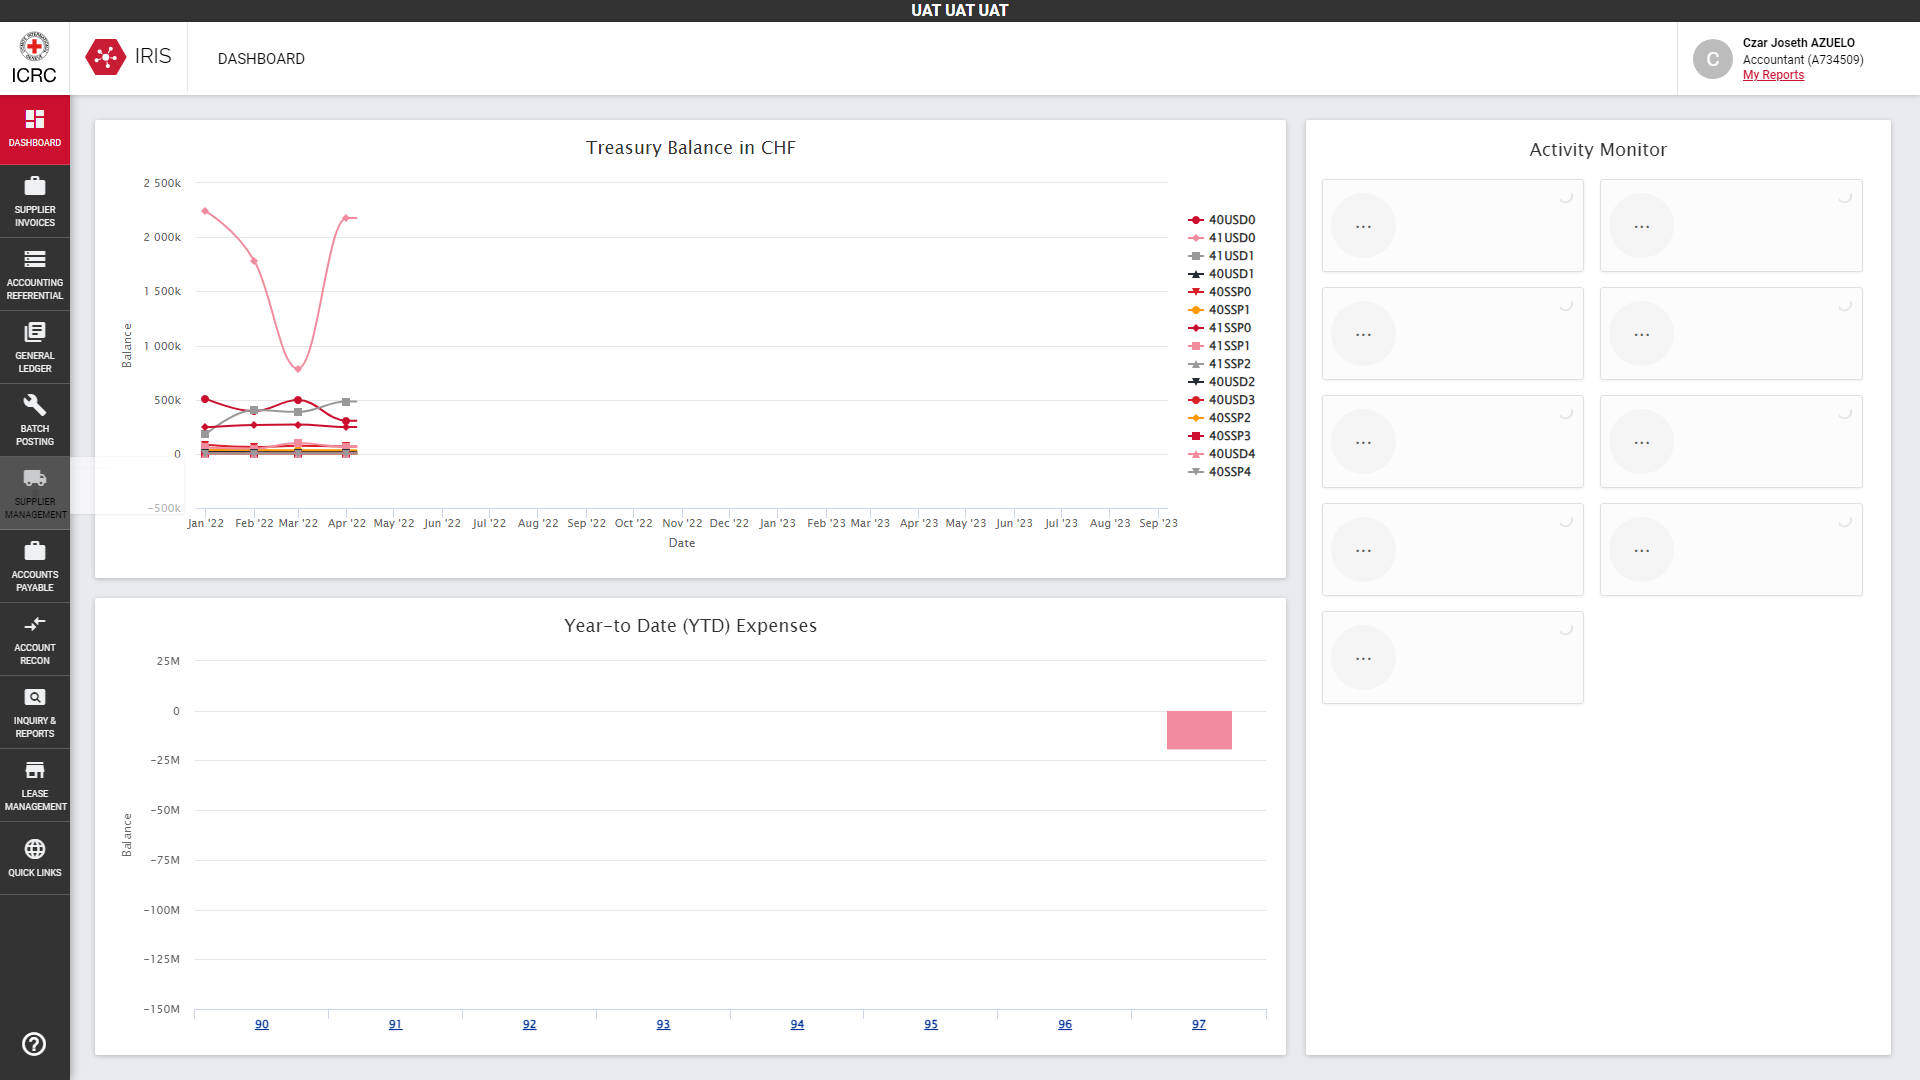 UAT UAT UAT
ICRC
IRIS
DASHBOARD
C
Czar Joseth AZUELO
Accountant (A734509)
My Reports
DASHBOARD
SUPPLIER
INVOICES
ACCOUNTING
REFERENTIAL
GENERAL
LEDGER
BATCH
POSTING
SUPPLIER
MANAGEMENT
ACCOUNTS
PAYABLE
ACCOUNT
RECON
INQUIRY &
REPORTS
LEASE
MANAGEMENT
QUICK LINKS
Treasury Balance in CHF
Balance
2 500k
2 000k
1 500k
1 000k
500k
0
-500k
Jan '22 Feb '22 Mar '22 Apr '22 May '22 Jun '22 Jul '22 Aug '22 Sep '22 Oct '22 Nov '22 Dec '22 Jan '23 Feb '23 Mar '23 Apr '23 May '23 Jun '23 Jul '23 Aug '23 Sep '23
Date
40USD0
41USD0
41USD1
40USD1
40SSP0
40SSP1
41SSP0
41SSP1
41SSP2
40USD2
40USD3
40SSP2
40SSP3
40USD4
40SSP4
Year-to Date (YTD) Expenses
Balance
25M
0
-25M
-50M
-75M
-100M
-125M
-150M
90 91 92 93 94 95 96 97
Activity Monitor
... ...
... ...
... ...
... ...
...